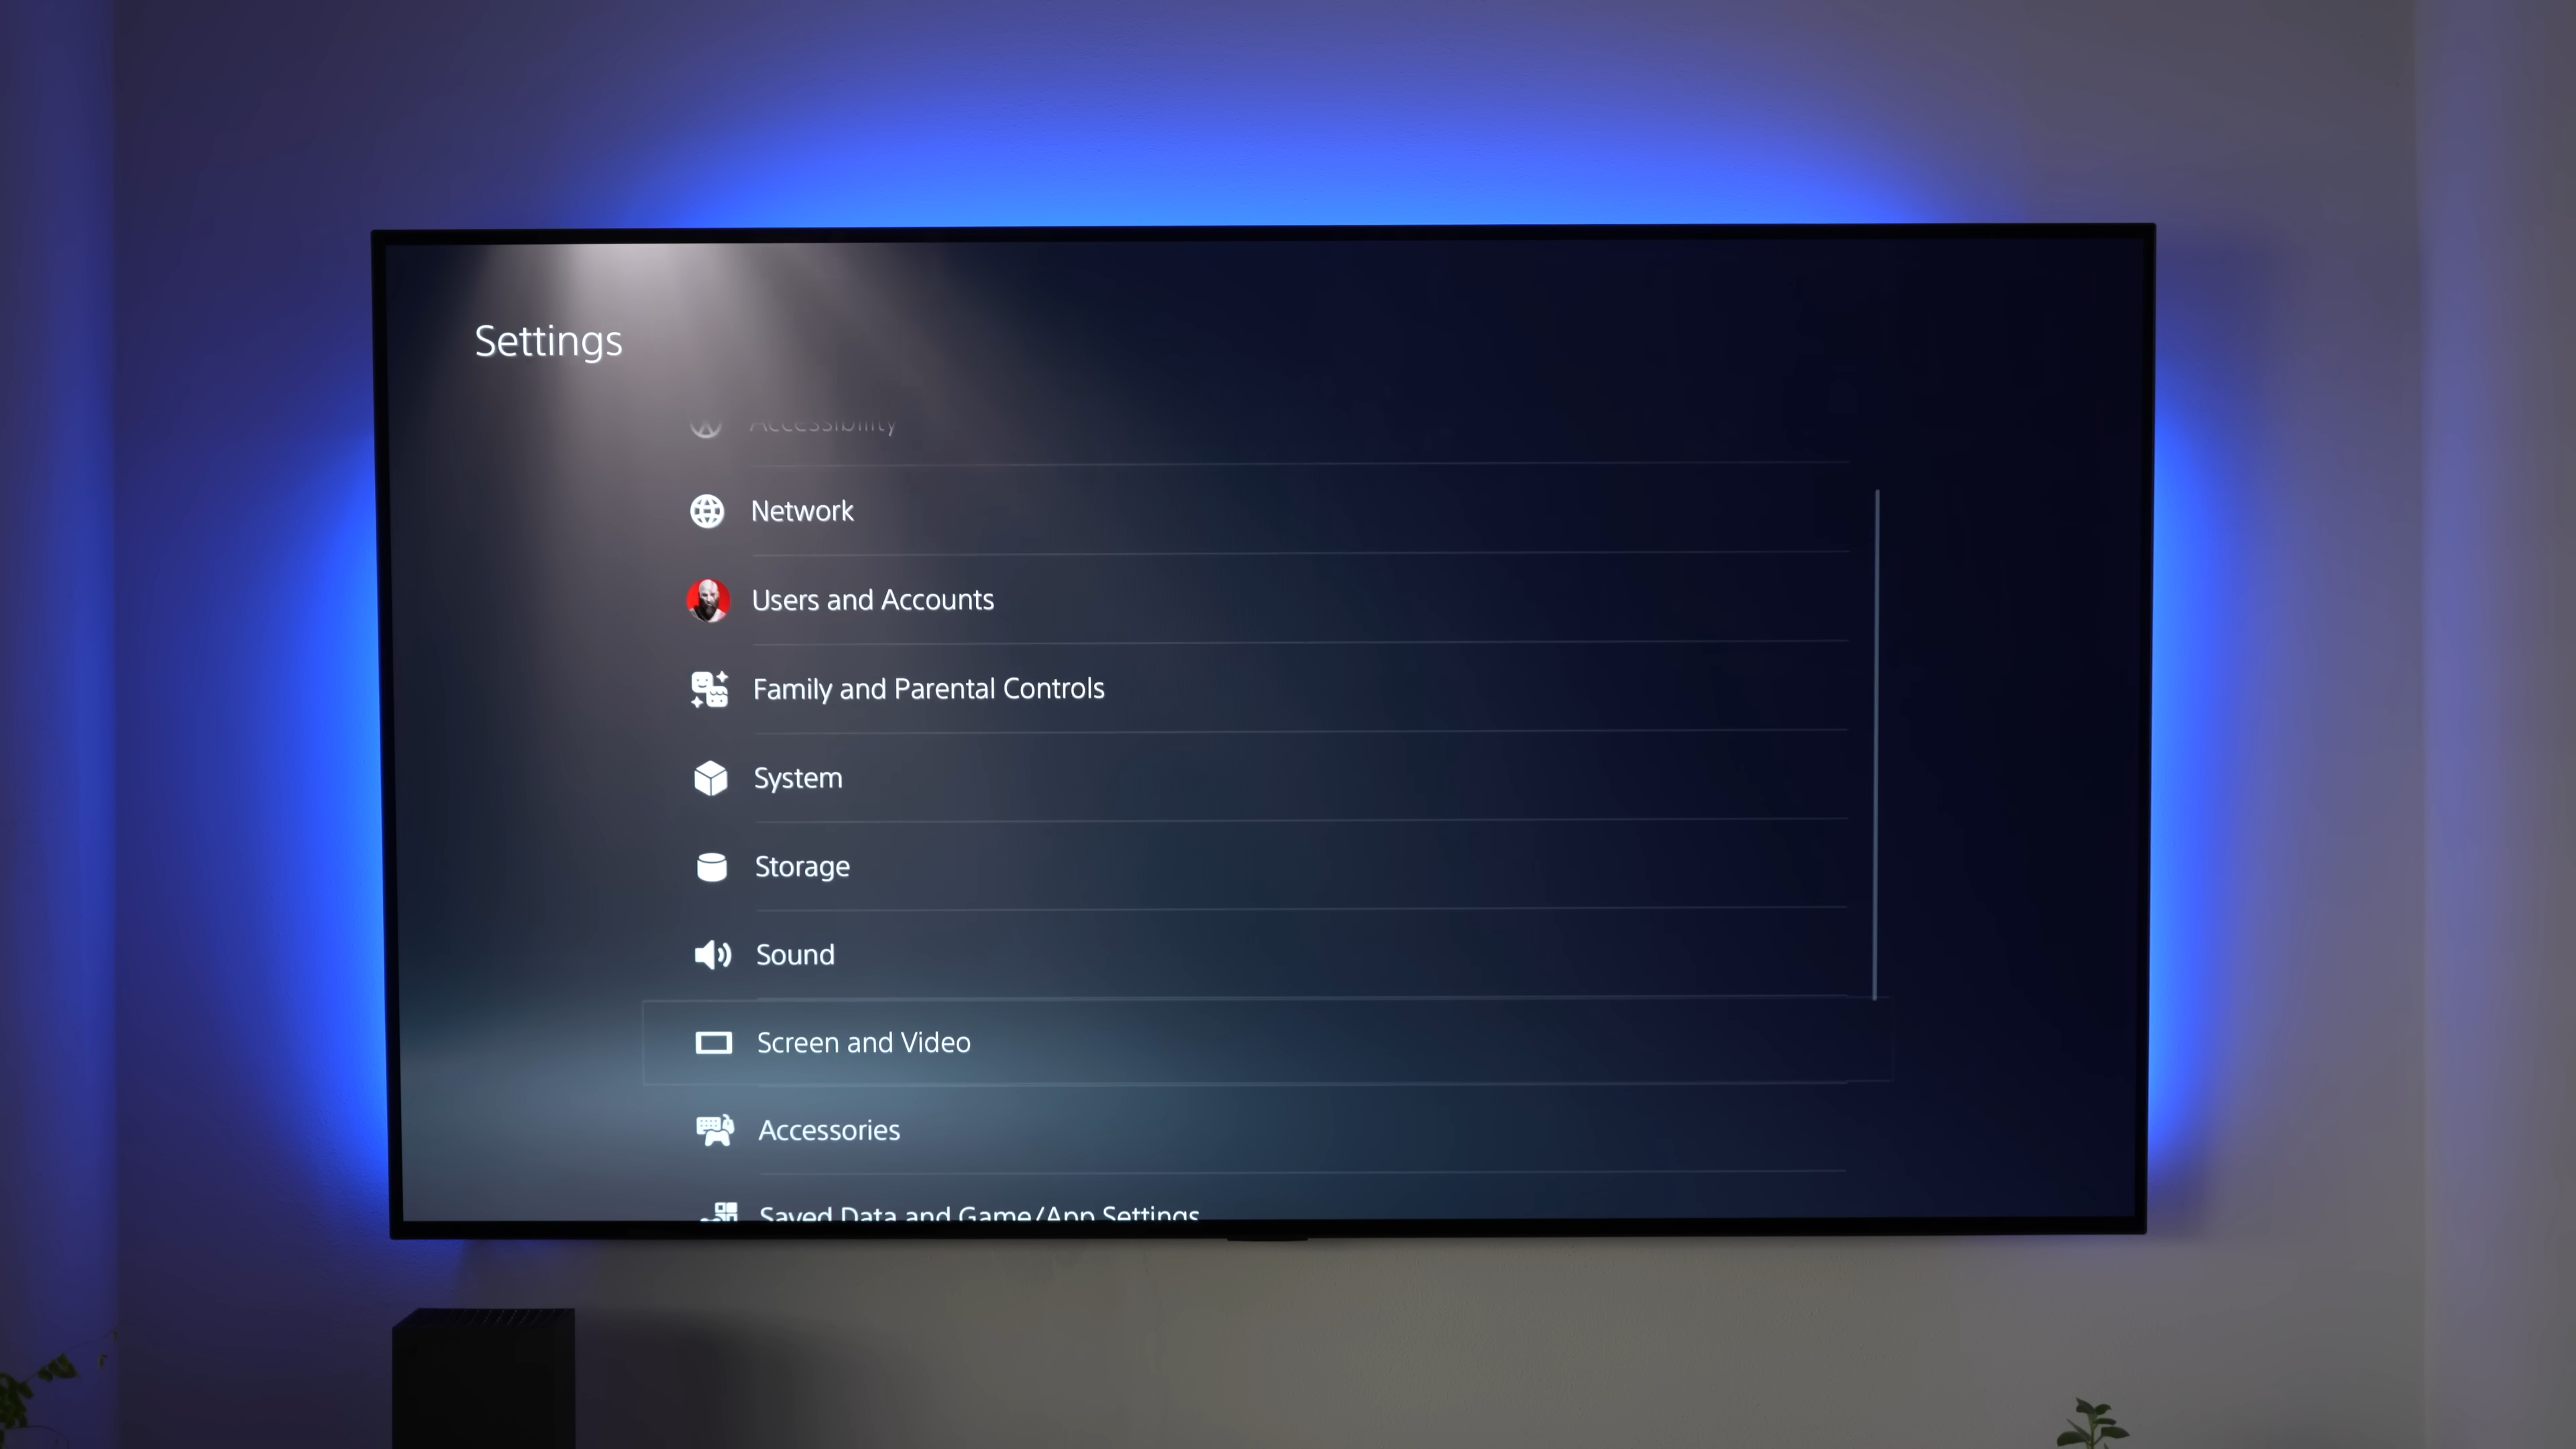 Settings
Accessibility
Network
Users and Accounts
Family and Parental Controls
System
Storage
Sound
Screen and Video
Accessories
Saved Data and Game/App Settings